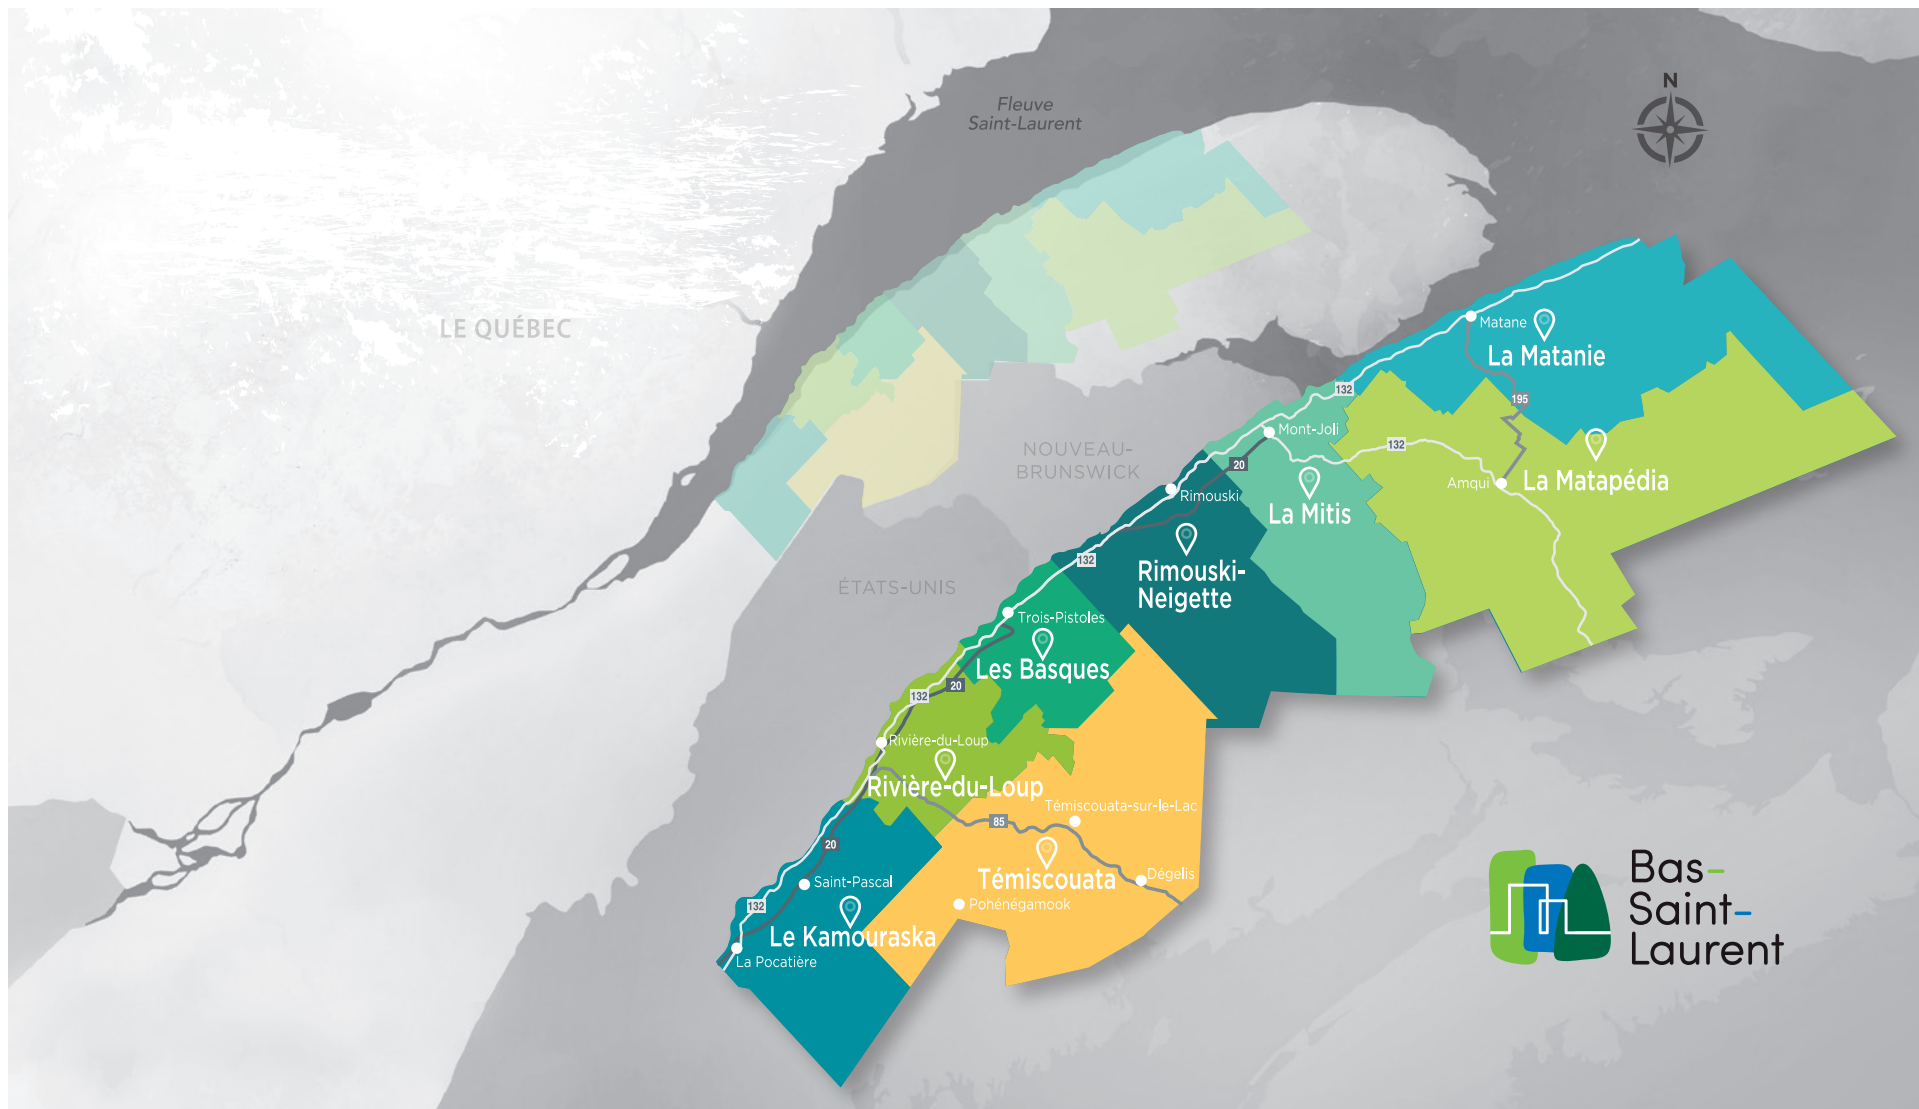 N
Fleuve
Saint-Laurent
LE QUÉBEC
Matane
La Matanie
132
195
Mont-Joli
132
NOUVEAU-
BRUNSWICK
20
Amqui
La Matapédia
Rimouski
La Mitis
132
Rimouski-
Neigette
ÉTATS-UNIS
Trois-Pistoles
Les Basques
20
132
Rivière-du-Loup
Rivière-du-Loup
Témiscouata-sur-le-Lac
85
20
Témiscouata
Dégelis
Saint-Pascal
Pohénégamook
132
Le Kamouraska
La Pocatière
Bas-
Saint-
Laurent